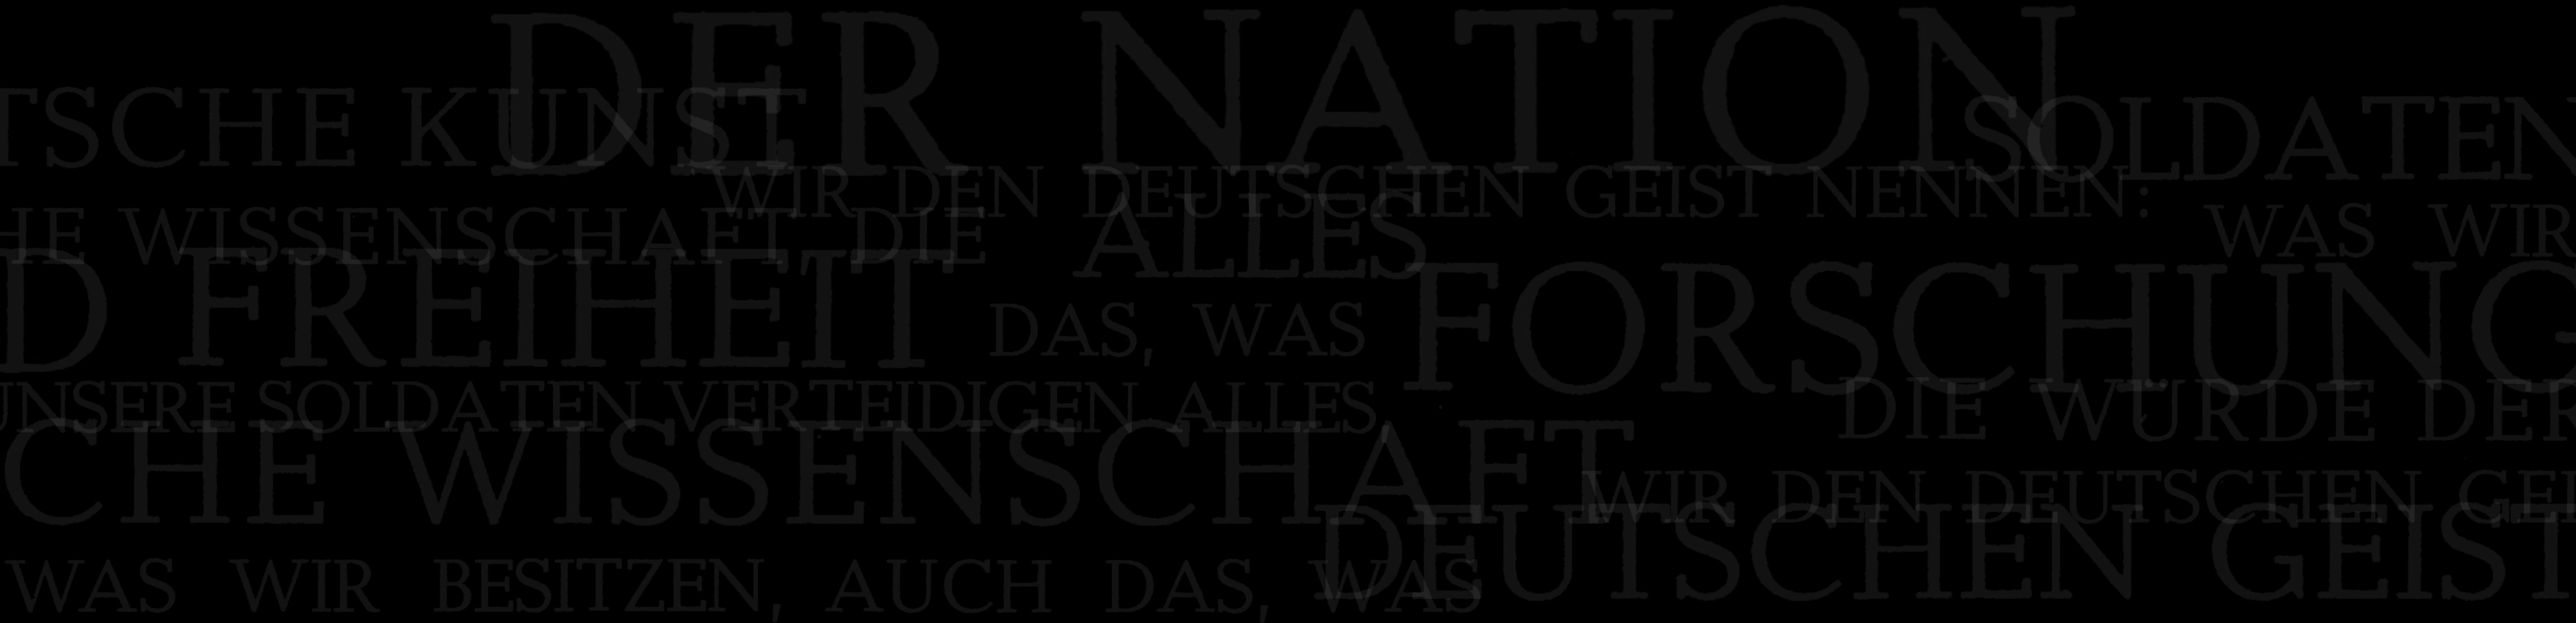 DER NATION
TSCHE KUNST
SOLDATEN
WIR DEN DEUTSCHEN GEIST NENNEN:
HE WISSENSCHAFT, DIE
ALLES
WAS WIR
D FREIHEIT
FORSCHUNG
DAS, WAS
UNSERE SOLDATEN VERTEIDIGEN ALLES,
DIE WURDE DER
CHE WISSENSCHAFT
WIR DEN DEUTSCHEN GEI
DEUTSCHEN GEIST
WAS WIR BESITZEN, AUCH DAS, WAS